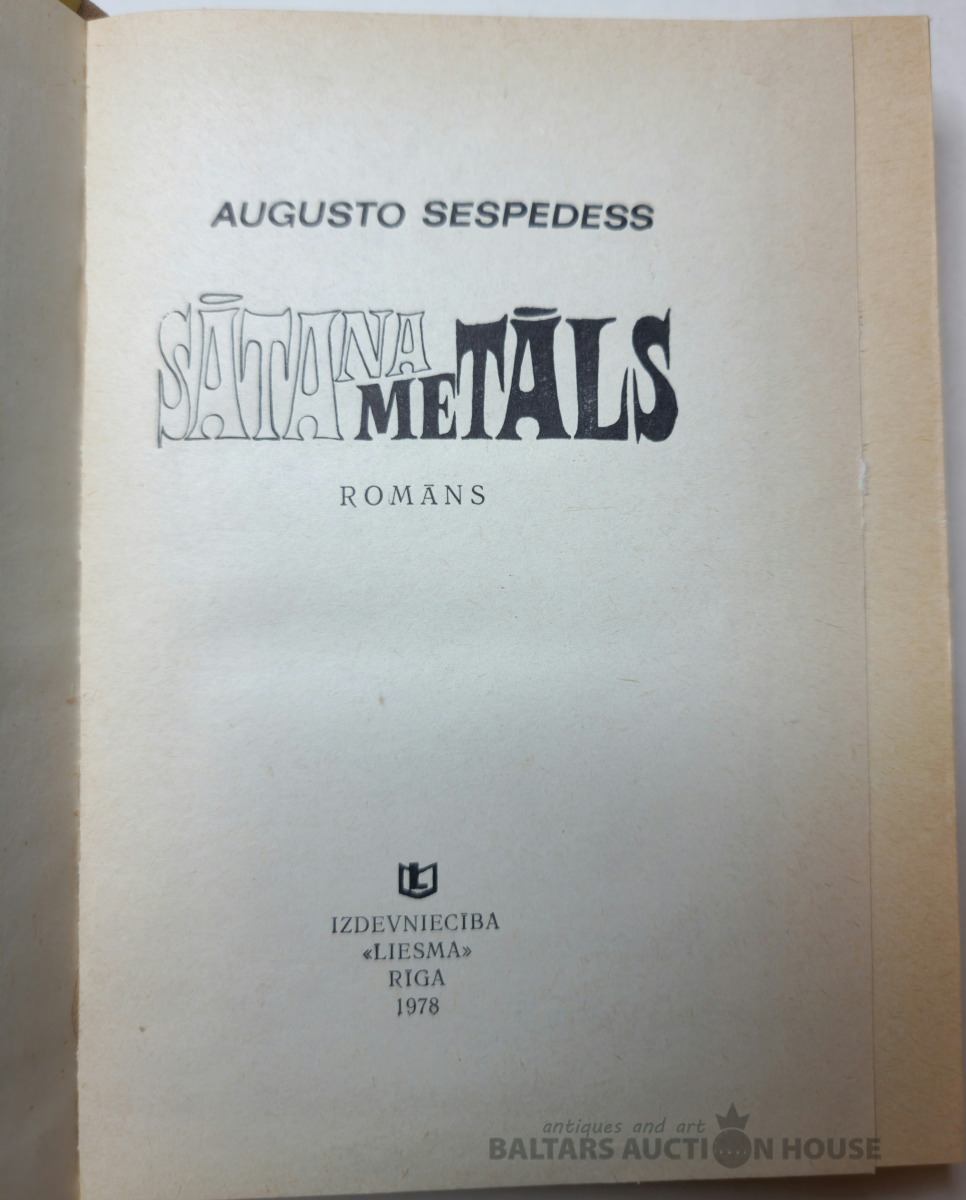 AUGUSTO SESPEDESS
SĀTANA METĀLS
ROMĀNS
L
IZDEVNIECĪBA
«LIESMA»
RĪGA
1978
antiques and art
BALTARS AUCTION HOUSE